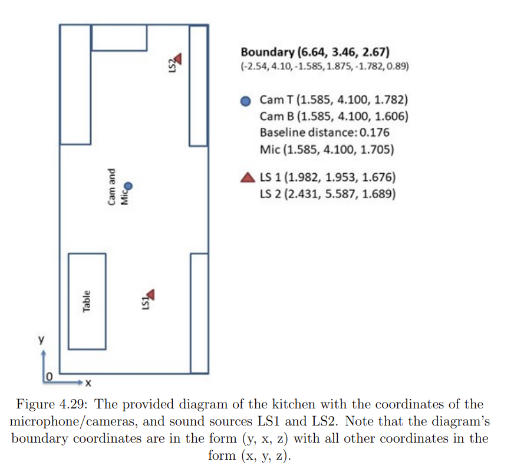 LS2
Boundary (6.64, 3.46, 2.67)
(-2.54, 4.10, -1.585, 1.875, -1.782, 0.89)
Cam T (1.585, 4.100, 1.782)
Cam B (1.585, 4.100, 1.606)
Baseline distance: 0.176
Mic (1.585, 4.100, 1.705)
LS 1 (1.982, 1.953, 1.676)
LS 2 (2.431, 5.587, 1.689)
Cam and
Mic
Table
LS1
y
0
x
Figure 4.29: The provided diagram of the kitchen with the coordinates of the
microphone/cameras, and sound sources LS1 and LS2. Note that the diagram's
boundary coordinates are in the form (y, x, z) with all other coordinates in the
form (x, y, z).